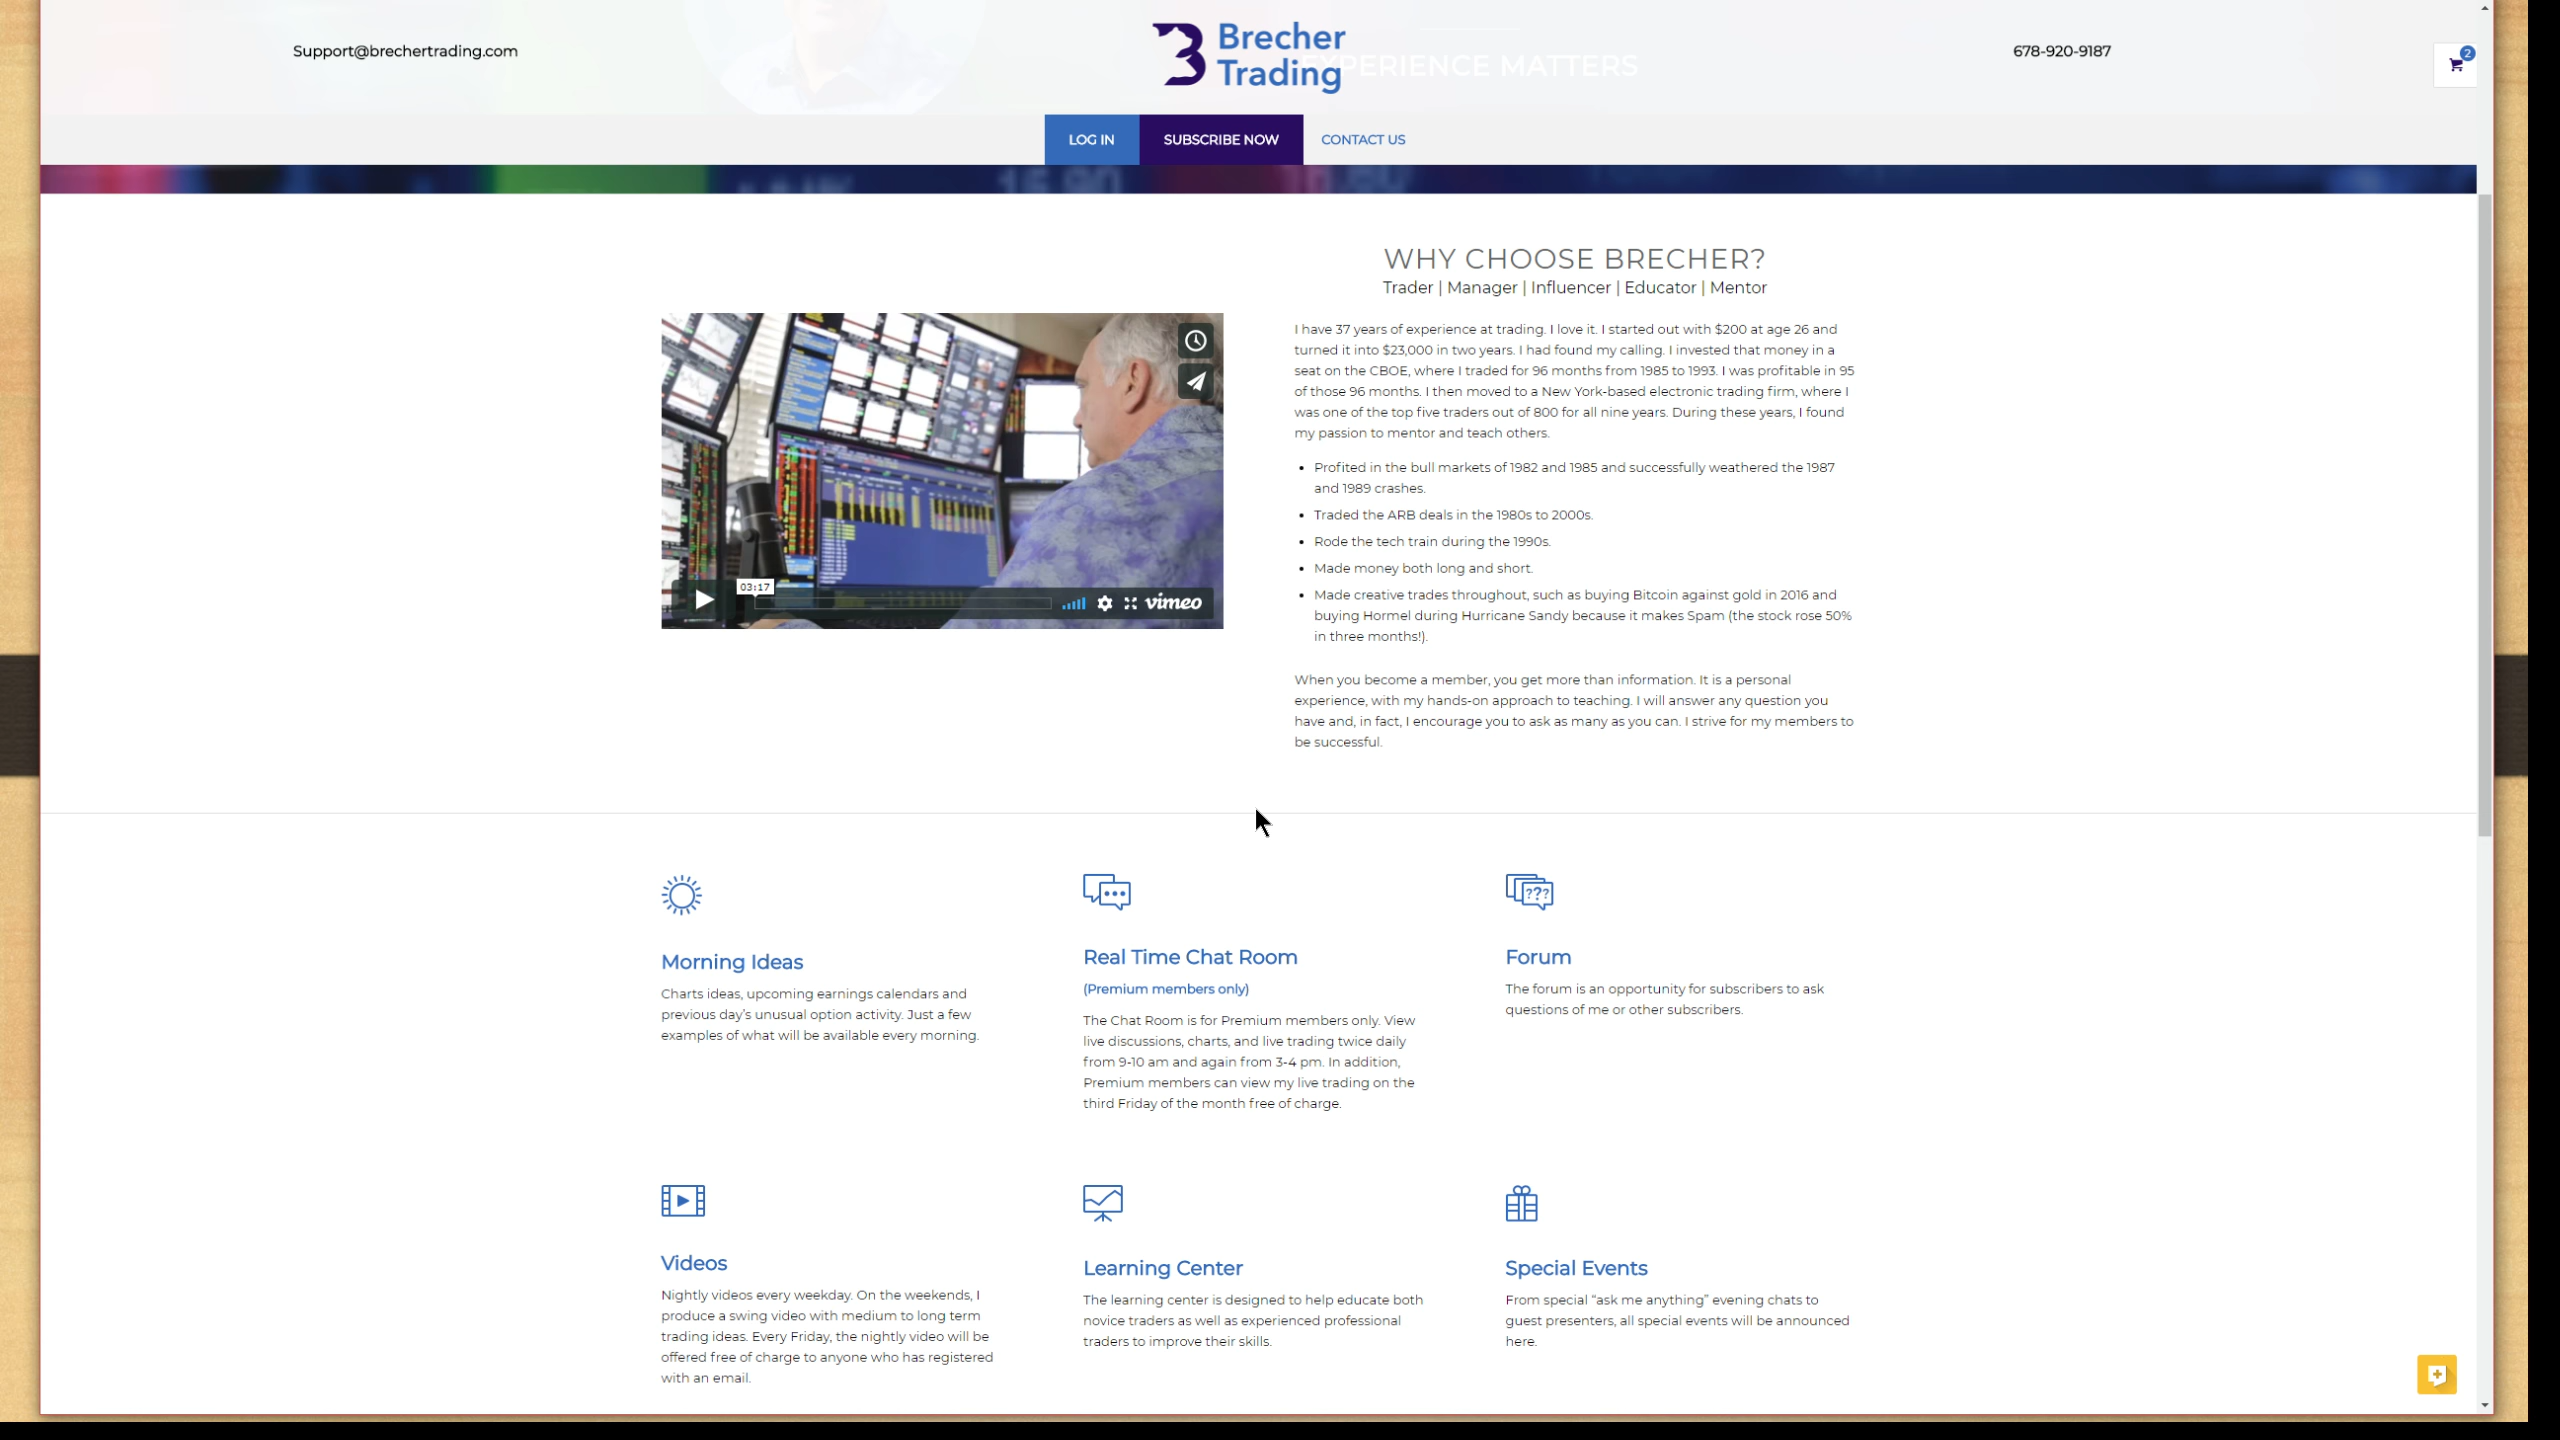 Support@brechertrading.com
Brecher
Trading
EXPERIENCE MATTERS
678-920-9187
2
LOG IN
SUBSCRIBE NOW
CONTACT US
WHY CHOOSE BRECHER?
Trader | Manager | Influencer | Educator | Mentor
I have 37 years of experience at trading. I love it. I started out with $200 at age 26 and
turned it into $23,000 in two years. I had found my calling. I invested that money in a
seat on the CBOE, where I traded for 96 months from 1985 to 1993. I was profitable in 95
of those 96 months. I then moved to a New York-based electronic trading firm, where I
was one of the top five traders out of 800 for all nine years. During these years, I found
my passion to mentor and teach others.
• Profited in the bull markets of 1982 and 1985 and successfully weathered the 1987
and 1989 crashes.
• Traded the ARB deals in the 1980s to 2000s.
• Rode the tech train during the 1990s.
• Made money both long and short.
• Made creative trades throughout, such as buying Bitcoin against gold in 2016 and
buying Hormel during Hurricane Sandy because it makes Spam (the stock rose 50%
in three months!).
When you become a member, you get more than information. It is a personal
experience, with my hands-on approach to teaching. I will answer any question you
have and, in fact, I encourage you to ask as many as you can. I strive for my members to
be successful.
03:17
vimeo
Morning Ideas
Charts ideas, upcoming earnings calendars and
previous day's unusual option activity. Just a few
examples of what will be available every morning.
Real Time Chat Room
(Premium members only)
The Chat Room is for Premium members only. View
live discussions, charts, and live trading twice daily
from 9-10 am and again from 3-4 pm. In addition,
Premium members can view my live trading on the
third Friday of the month free of charge.
???
Forum
The forum is an opportunity for subscribers to ask
questions of me or other subscribers.
Videos
Nightly videos every weekday. On the weekends, I
produce a swing video with medium to long term
trading ideas. Every Friday, the nightly video will be
offered free of charge to anyone who has registered
with an email.
Learning Center
The learning center is designed to help educate both
novice traders as well as experienced professional
traders to improve their skills.
Special Events
From special “ask me anything” evening chats to
guest presenters, all special events will be announced
here.